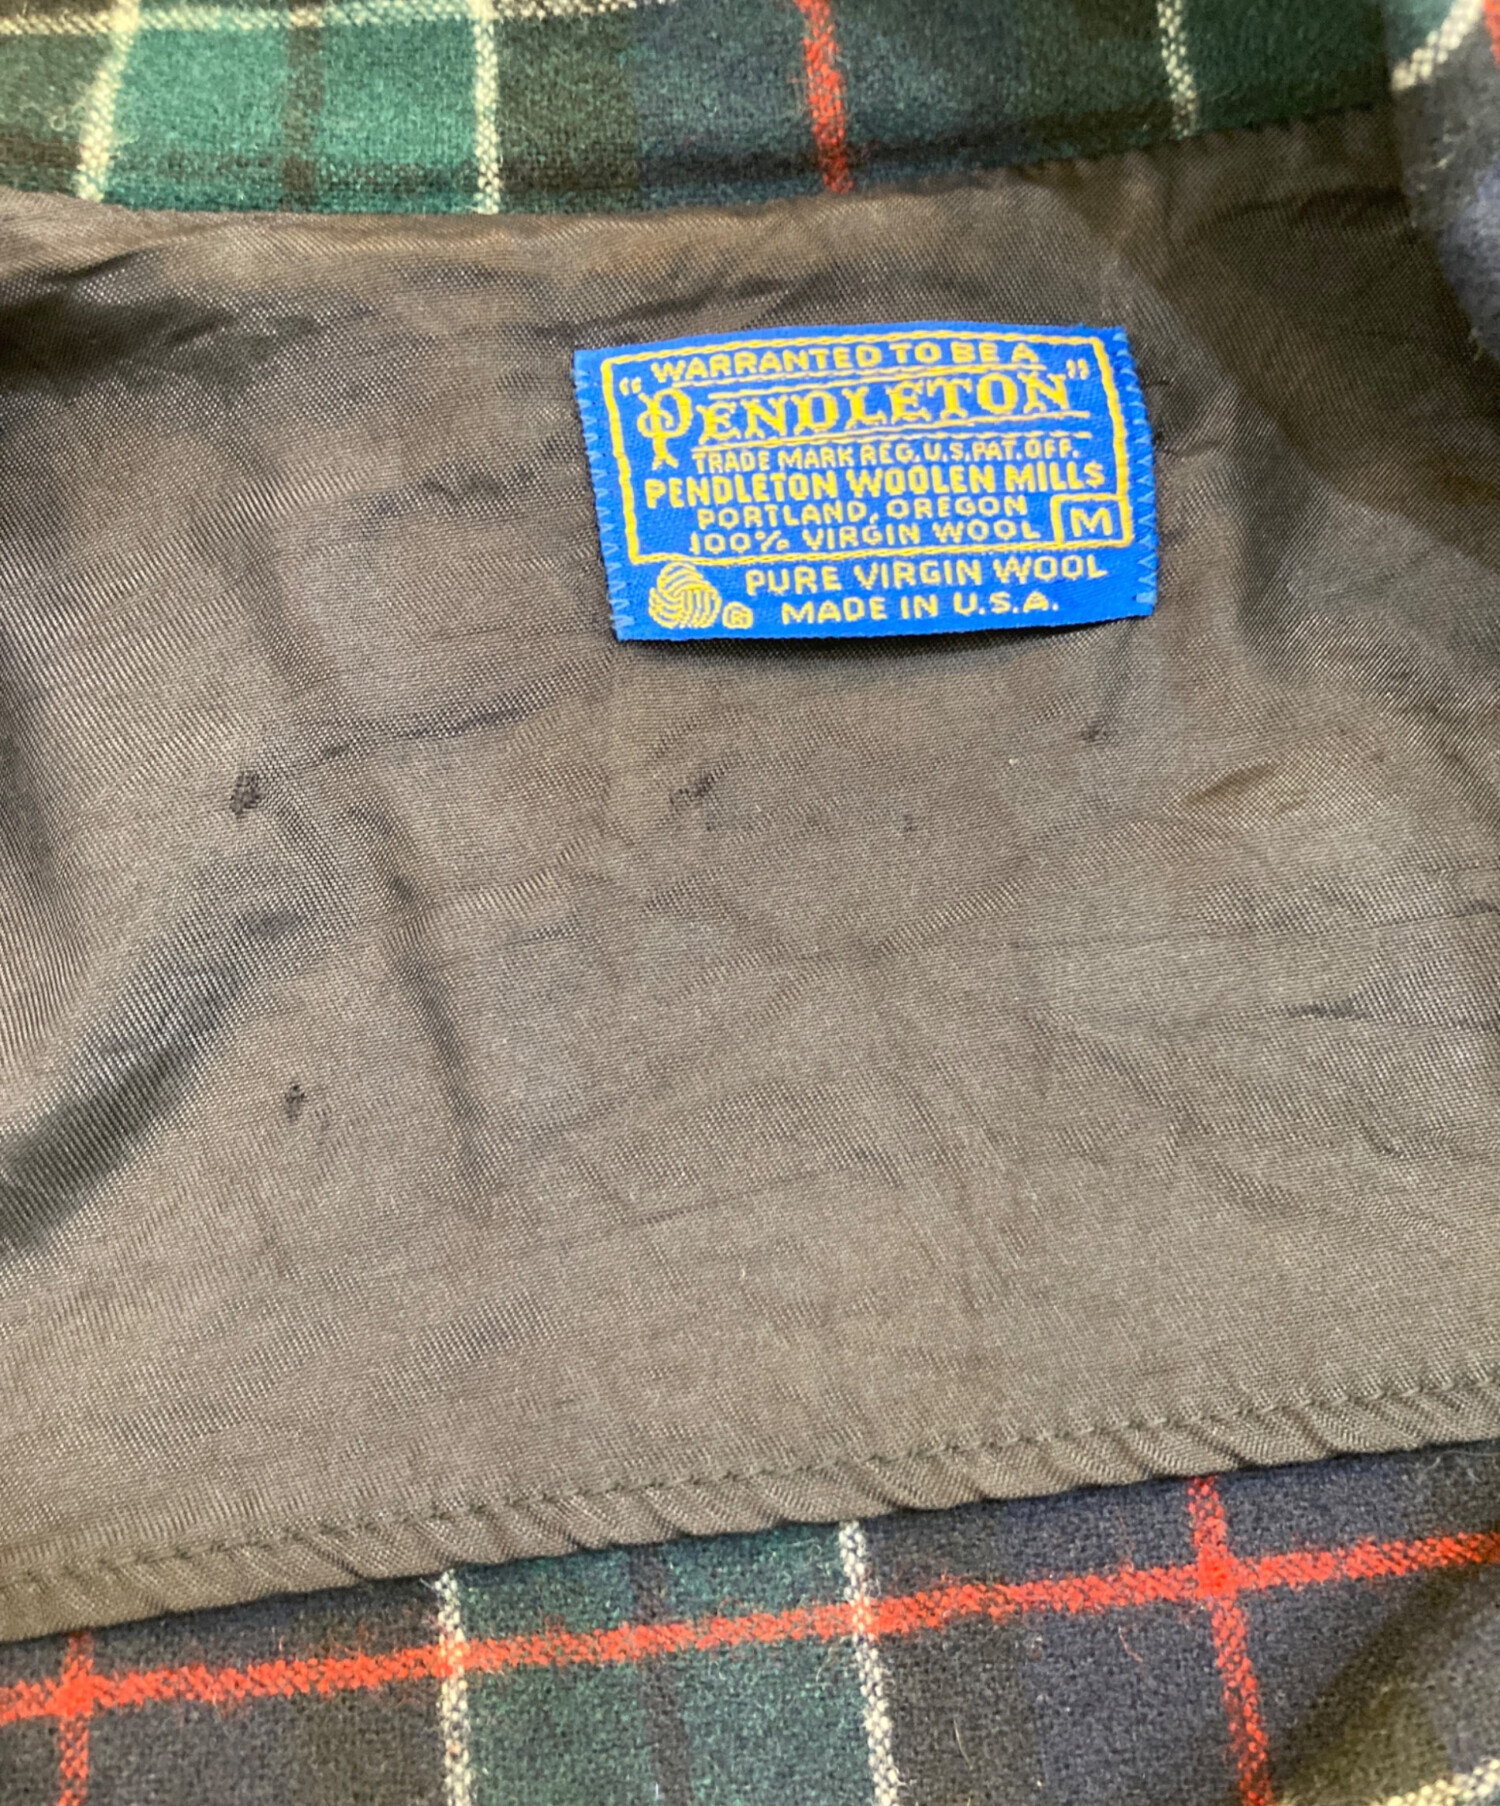 WARRANTED TO BE A
"PENDLETON"
TRADE MARK REG. U.S. PAT. OFF.
PENDLETON WOOLEN MILLS
PORTLAND, OREGON
100% VIRGIN WOOL M
PURE VIRGIN WOOL
® MADE IN U.S.A.